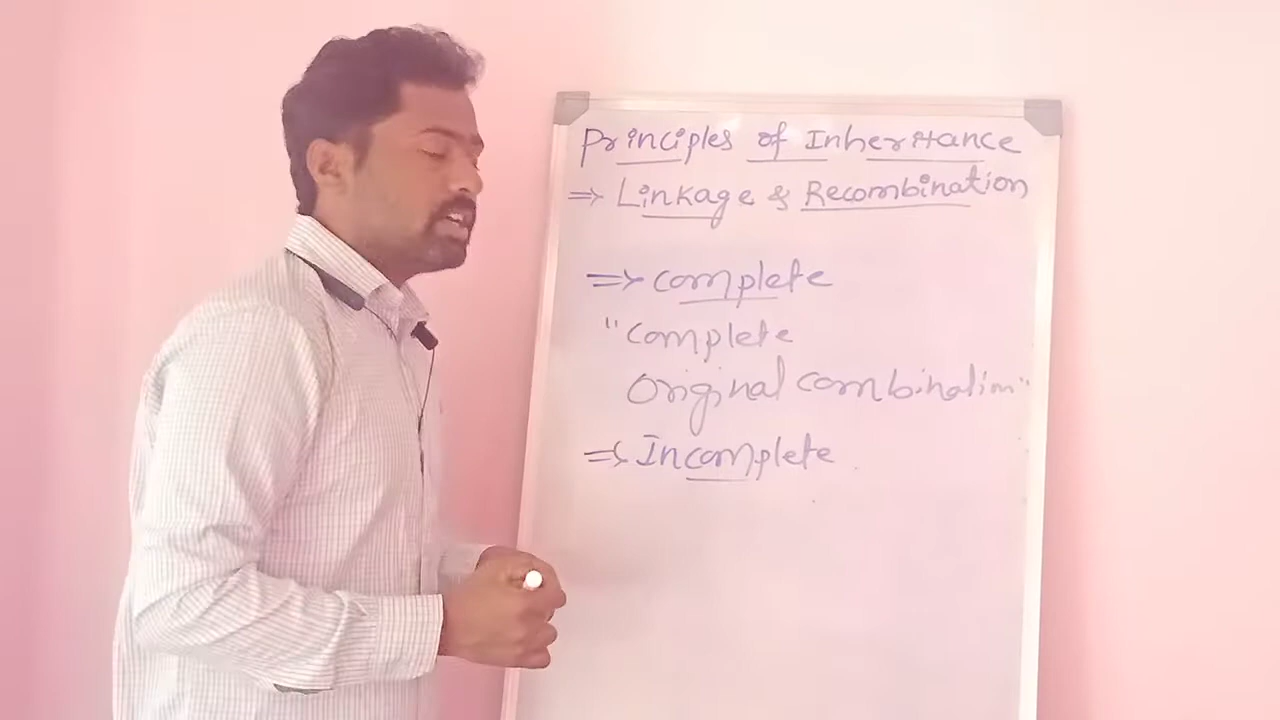 Principles of Inheritance
=> Linkage & Recombination
=> complete
"complete
Original combination"
=> Incomplete